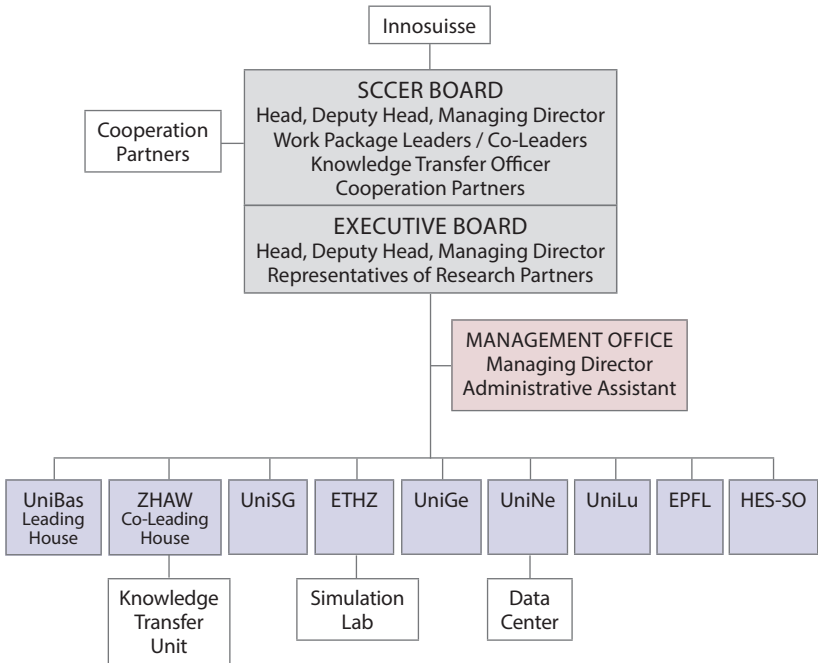 Innosuisse
SCCER BOARD
Head, Deputy Head, Managing Director
Work Package Leaders / Co-Leaders
Knowledge Transfer Officer
Cooperation Partners
Cooperation
Partners
EXECUTIVE BOARD
Head, Deputy Head, Managing Director
Representatives of Research Partners
MANAGEMENT OFFICE
Managing Director
Administrative Assistant
UniBas
Leading
House
ZHAW
Co-Leading
House
UniSG
ETHZ
UniGe
UniNe
UniLu
EPFL
HES-SO
Knowledge
Transfer
Unit
Simulation
Lab
Data
Center